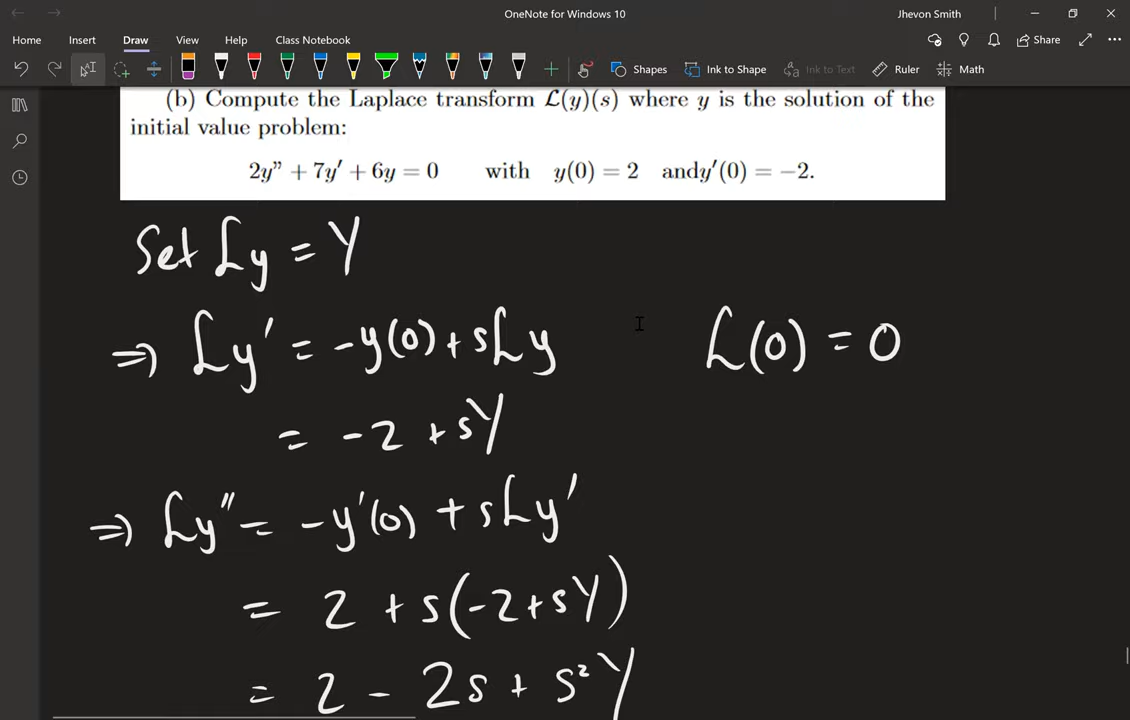 OneNote for Windows 10
Jhevon Smith
Home Insert Draw View Help Class Notebook
Share
Shapes Ink to Shape Ink to Text Ruler Math
(b) Compute the Laplace transform ℒ(y)(s) where y is the solution of the
initial value problem:
2y” + 7y′ + 6y = 0 with y(0) = 2 andy′(0) = −2.
Set ℒy = Y
⇒ ℒy' = -y(0) + sℒy
ℒ(0) = 0
= -2 + sY
⇒ ℒy'' = -y'(0) + sℒy'
= 2 + s(-2+sY)
= 2 - 2s + s²Y